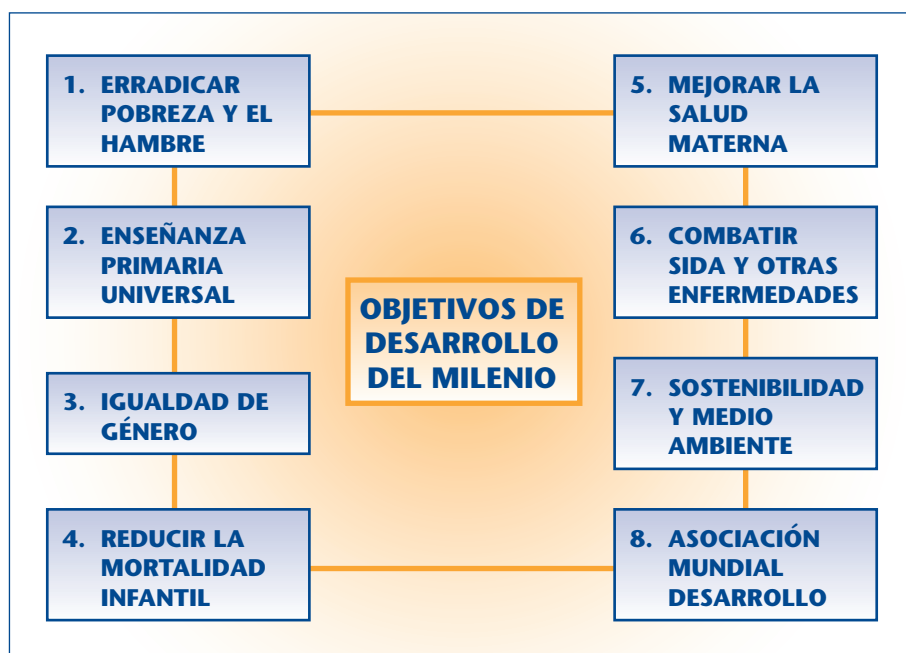 1. ERRADICAR
POBREZA Y EL
HAMBRE
2. ENSEÑANZA
PRIMARIA
UNIVERSAL
3. IGUALDAD DE
GÉNERO
4. REDUCIR LA
MORTALIDAD
INFANTIL
OBJETIVOS DE
DESARROLLO
DEL MILENIO
5. MEJORAR LA
SALUD
MATERNA
6. COMBATIR
SIDA Y OTRAS
ENFERMEDADES
7. SOSTENIBILIDAD
Y MEDIO
AMBIENTE
8. ASOCIACIÓN
MUNDIAL
DESARROLLO